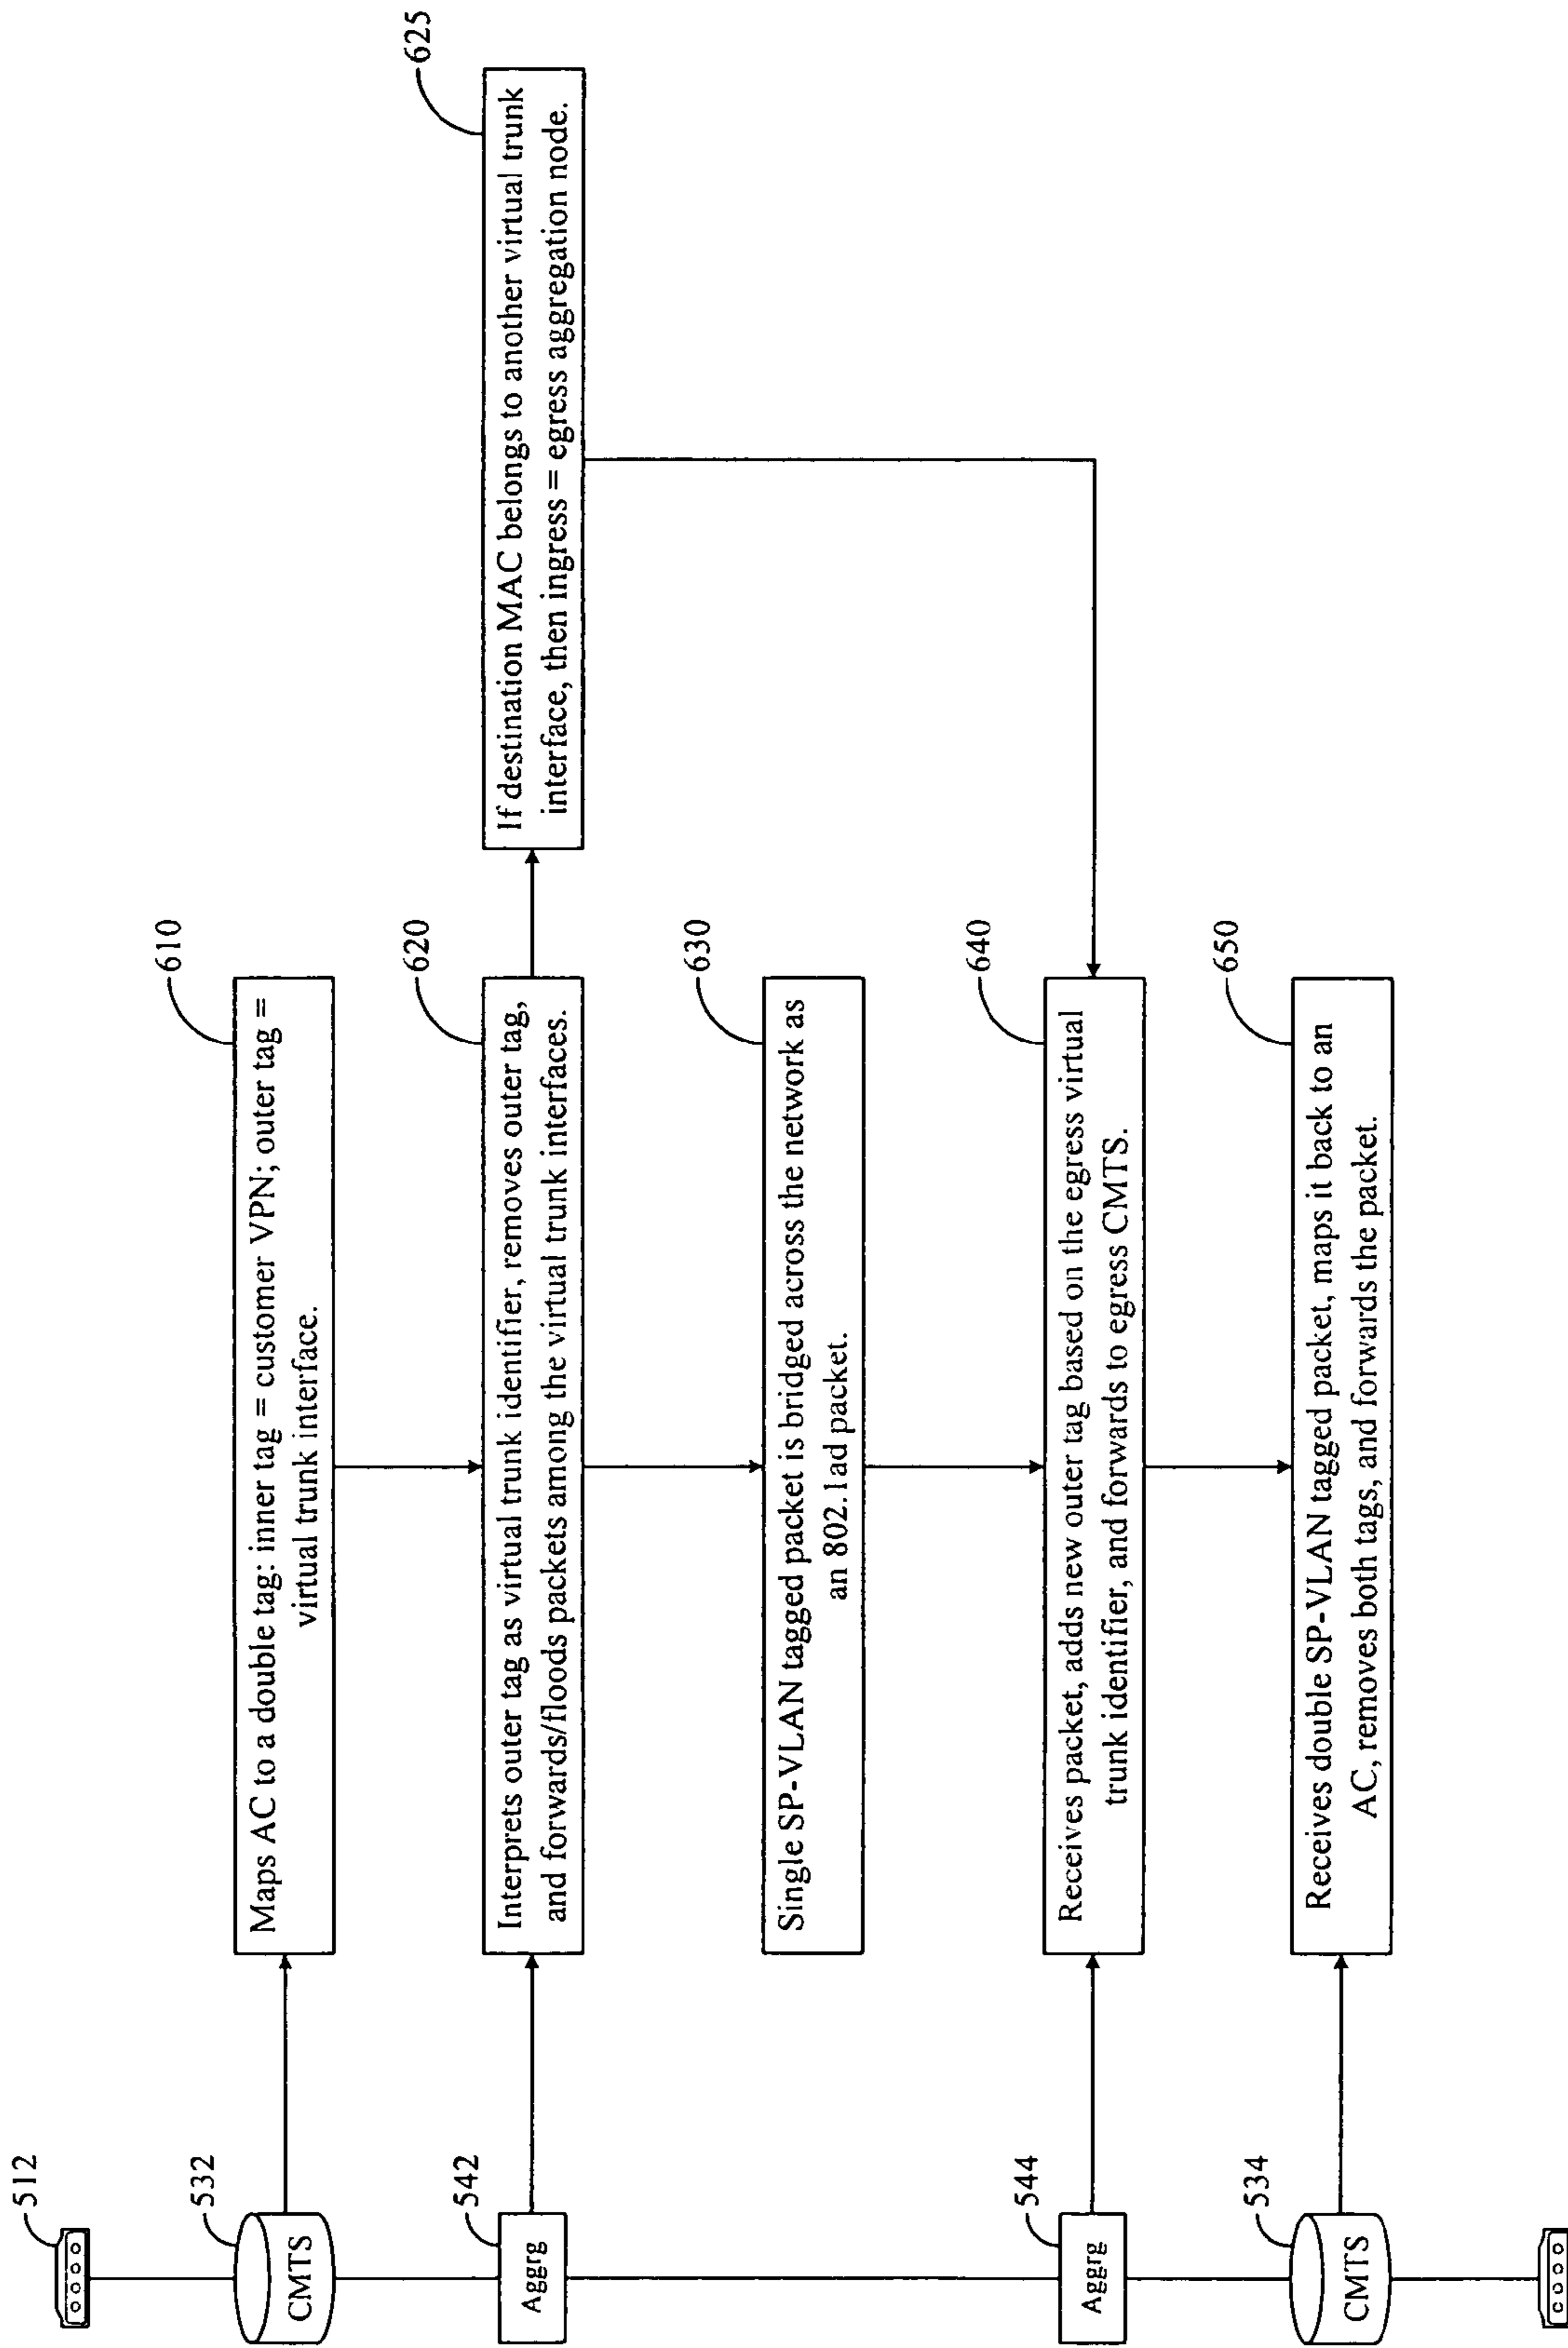 512
532
CMTS
610
Maps AC to a double tag: inner tag = customer VPN; outer tag =
virtual trunk interface.
542
Aggrg
620
Interprets outer tag as virtual trunk identifier, removes outer tag,
and forwards/floods packets among the virtual trunk interfaces.
625
If destination MAC belongs to another virtual trunk
interface, then ingress = egress aggregation node.
630
Single SP-VLAN tagged packet is bridged across the network as
an 802.1ad packet.
544
Aggrg
640
Receives packet, adds new outer tag based on the egress virtual
trunk identifier, and forwards to egress CMTS.
534
CMTS
650
Receives double SP-VLAN tagged packet, maps it back to an
AC, removes both tags, and forwards the packet.